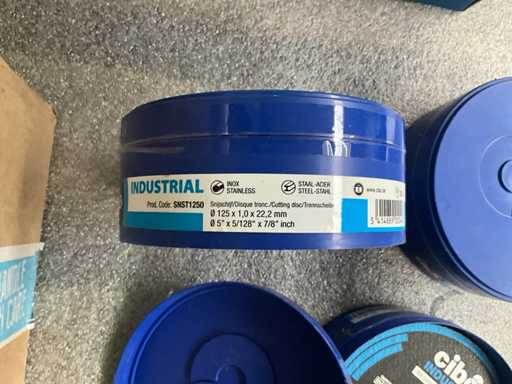 INDUSTRIAL
Prod. Code: SNST1250
INOX
STAINLESS
STAAL-ACIER
STEEL-STAHL
Snijschijf/Disque tronc./Cutting disc/Trennscheibe
Ø 125 x 1,0 x 22,2 mm
Ø 5" x 5/128" x 7/8" inch